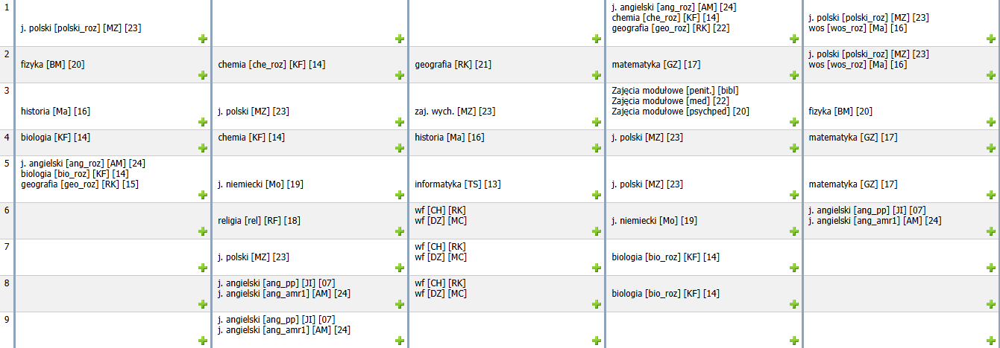 1
j. polski [polski_roz] [MZ] [23]
j. angielski [ang_roz] [AM] [24]
chemia [che_roz] [KF] [14]
geografia [geo_roz] [RK] [22]
j. polski [polski_roz] [MZ] [23]
wos [wos_roz] [Ma] [16]
2
fizyka [BM] [20]
chemia [che_roz] [KF] [14]
geografia [RK] [21]
matematyka [GZ] [17]
j. polski [polski_roz] [MZ] [23]
wos [wos_roz] [Ma] [16]
3
historia [Ma] [16]
j. polski [MZ] [23]
zaj. wych. [MZ] [23]
Zajęcia modułowe [penit.] [bibl]
Zajęcia modułowe [med] [22]
Zajęcia modułowe [psychped] [20]
fizyka [BM] [20]
4
biologia [KF] [14]
chemia [KF] [14]
historia [Ma] [16]
j. polski [MZ] [23]
matematyka [GZ] [17]
5
j. angielski [ang_roz] [AM] [24]
biologia [bio_roz] [KF] [14]
geografia [geo_roz] [RK] [15]
j. niemiecki [Mo] [19]
informatyka [TS] [13]
j. polski [MZ] [23]
matematyka [GZ] [17]
6
religia [rel] [RF] [18]
wf [CH] [RK]
wf [DZ] [MC]
j. niemiecki [Mo] [19]
j. angielski [ang_pp] [JI] [07]
j. angielski [ang_amr1] [AM] [24]
7
j. polski [MZ] [23]
wf [CH] [RK]
wf [DZ] [MC]
biologia [bio_roz] [KF] [14]
8
j. angielski [ang_pp] [JI] [07]
j. angielski [ang_amr1] [AM] [24]
wf [CH] [RK]
wf [DZ] [MC]
biologia [bio_roz] [KF] [14]
9
j. angielski [ang_pp] [JI] [07]
j. angielski [ang_amr1] [AM] [24]